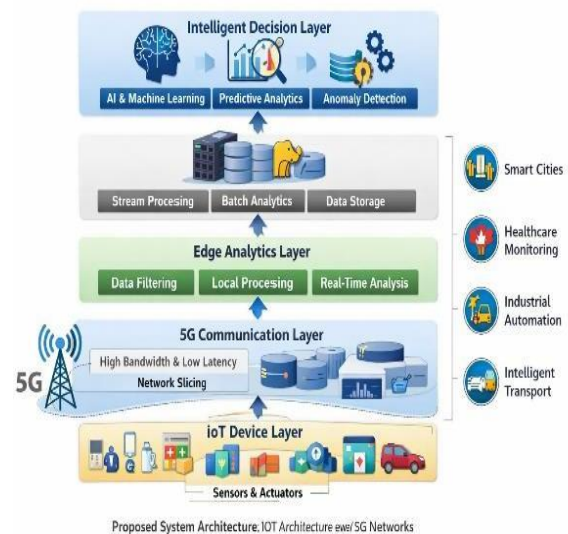 Intelligent Decision Layer
AI & Machine Learning
Predictive Analytics
Anomaly Detection
Stream Procesing
Batch Analytics
Data Storage
Edge Analytics Layer
Data Filtering
Local Procesing
Real-Time Analysis
5G Communication Layer
High Bandwidth & Low Latency
Network Slicing
5G
ioT Device Layer
Sensors & Actuators
Smart Cities
Healthcare
Monitoring
Industrial
Automation
Intelligent
Transport
Proposed System Architecture: IOT Architecture ewe/ 5G Networks